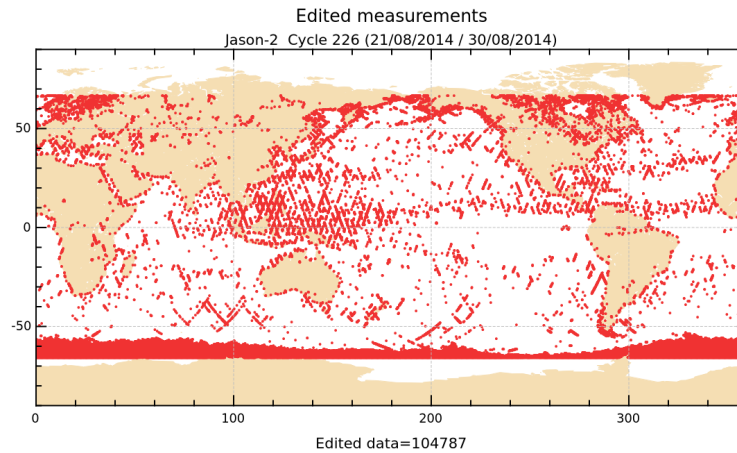 Edited measurements
Jason-2 Cycle 226 (21/08/2014 / 30/08/2014)
50
0
-50
0 100 200 300
Edited data=104787